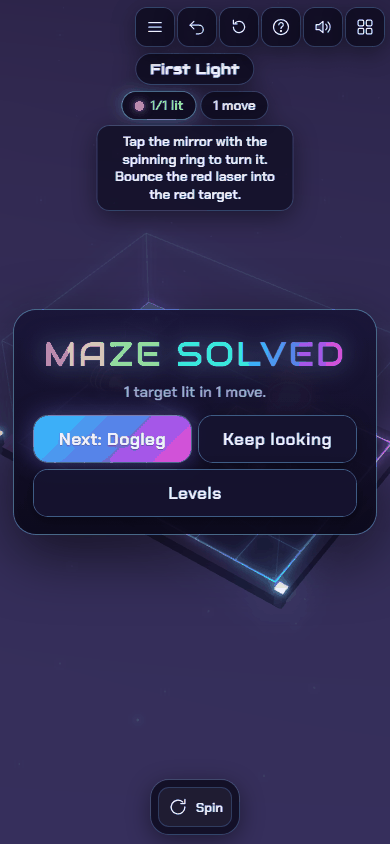 First Light
1/1 lit
1 move
Tap the mirror with the
spinning ring to turn it.
Bounce the red laser into
the red target.
MAZE SOLVED
1 target lit in 1 move.
Next: Dogleg
Keep looking
Levels
Spin